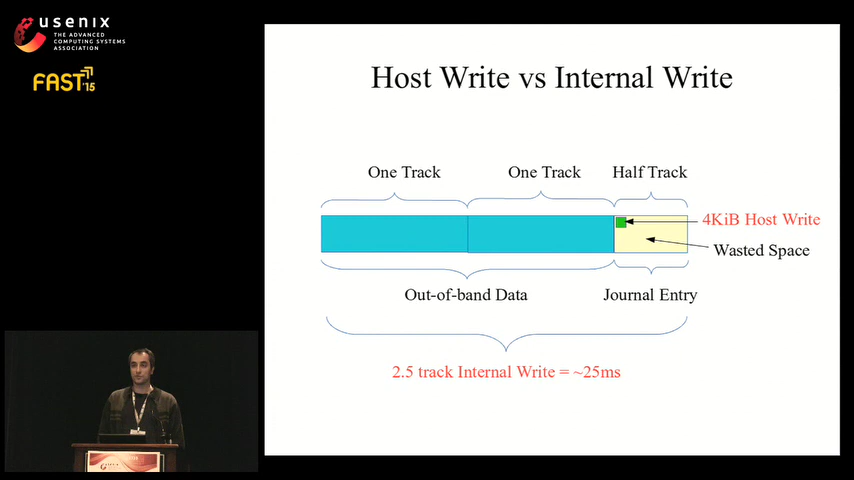 usenix
THE ADVANCED
COMPUTING SYSTEMS
ASSOCIATION
FAST'15
Host Write vs Internal Write
One Track
One Track
Half Track
4KiB Host Write
Wasted Space
Out-of-band Data
Journal Entry
2.5 track Internal Write = ~25ms